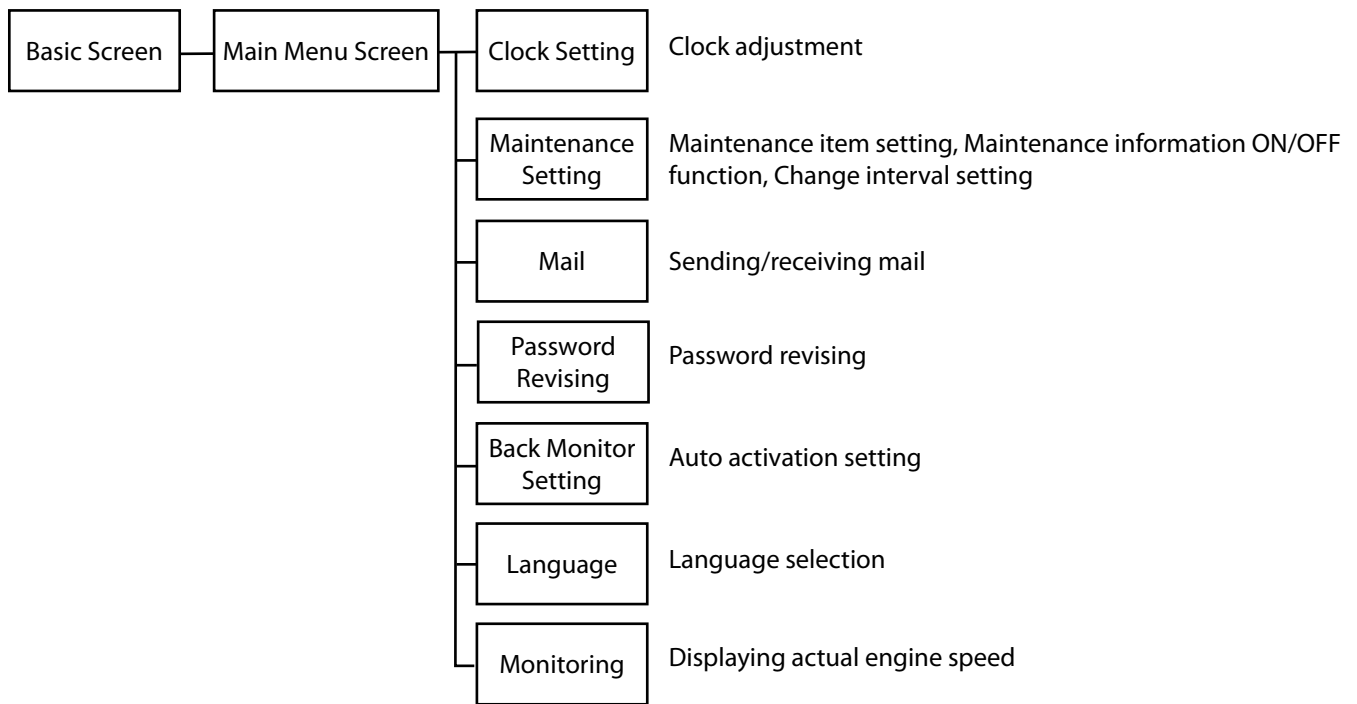 Basic Screen
Main Menu Screen
Clock Setting
Clock adjustment
Maintenance
Setting
Maintenance item setting, Maintenance information ON/OFF
function, Change interval setting
Mail
Sending/receiving mail
Password
Revising
Password revising
Back Monitor
Setting
Auto activation setting
Language
Language selection
Monitoring
Displaying actual engine speed